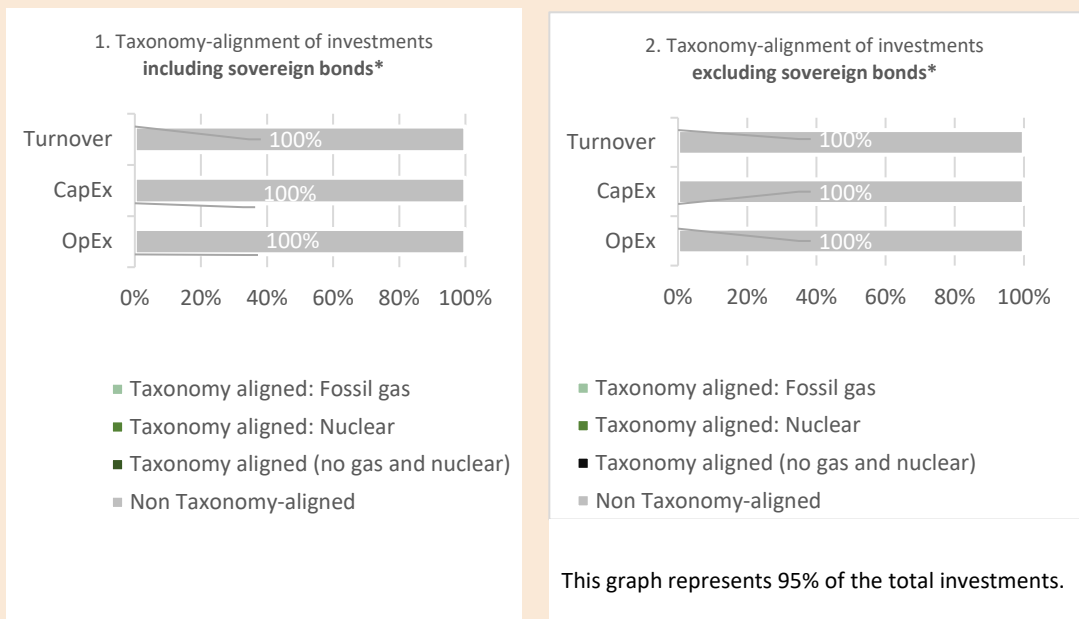 1. Taxonomy-alignment of investments
including sovereign bonds*
Turnover
100%
CapEx
100%
OpEx
100%
0% 20% 40% 60% 80% 100%
Taxonomy aligned: Fossil gas
Taxonomy aligned: Nuclear
Taxonomy aligned (no gas and nuclear)
Non Taxonomy-aligned
2. Taxonomy-alignment of investments
excluding sovereign bonds*
Turnover
100%
CapEx
100%
OpEx
100%
0% 20% 40% 60% 80% 100%
Taxonomy aligned: Fossil gas
Taxonomy aligned: Nuclear
Taxonomy aligned (no gas and nuclear)
Non Taxonomy-aligned
This graph represents 95% of the total investments.